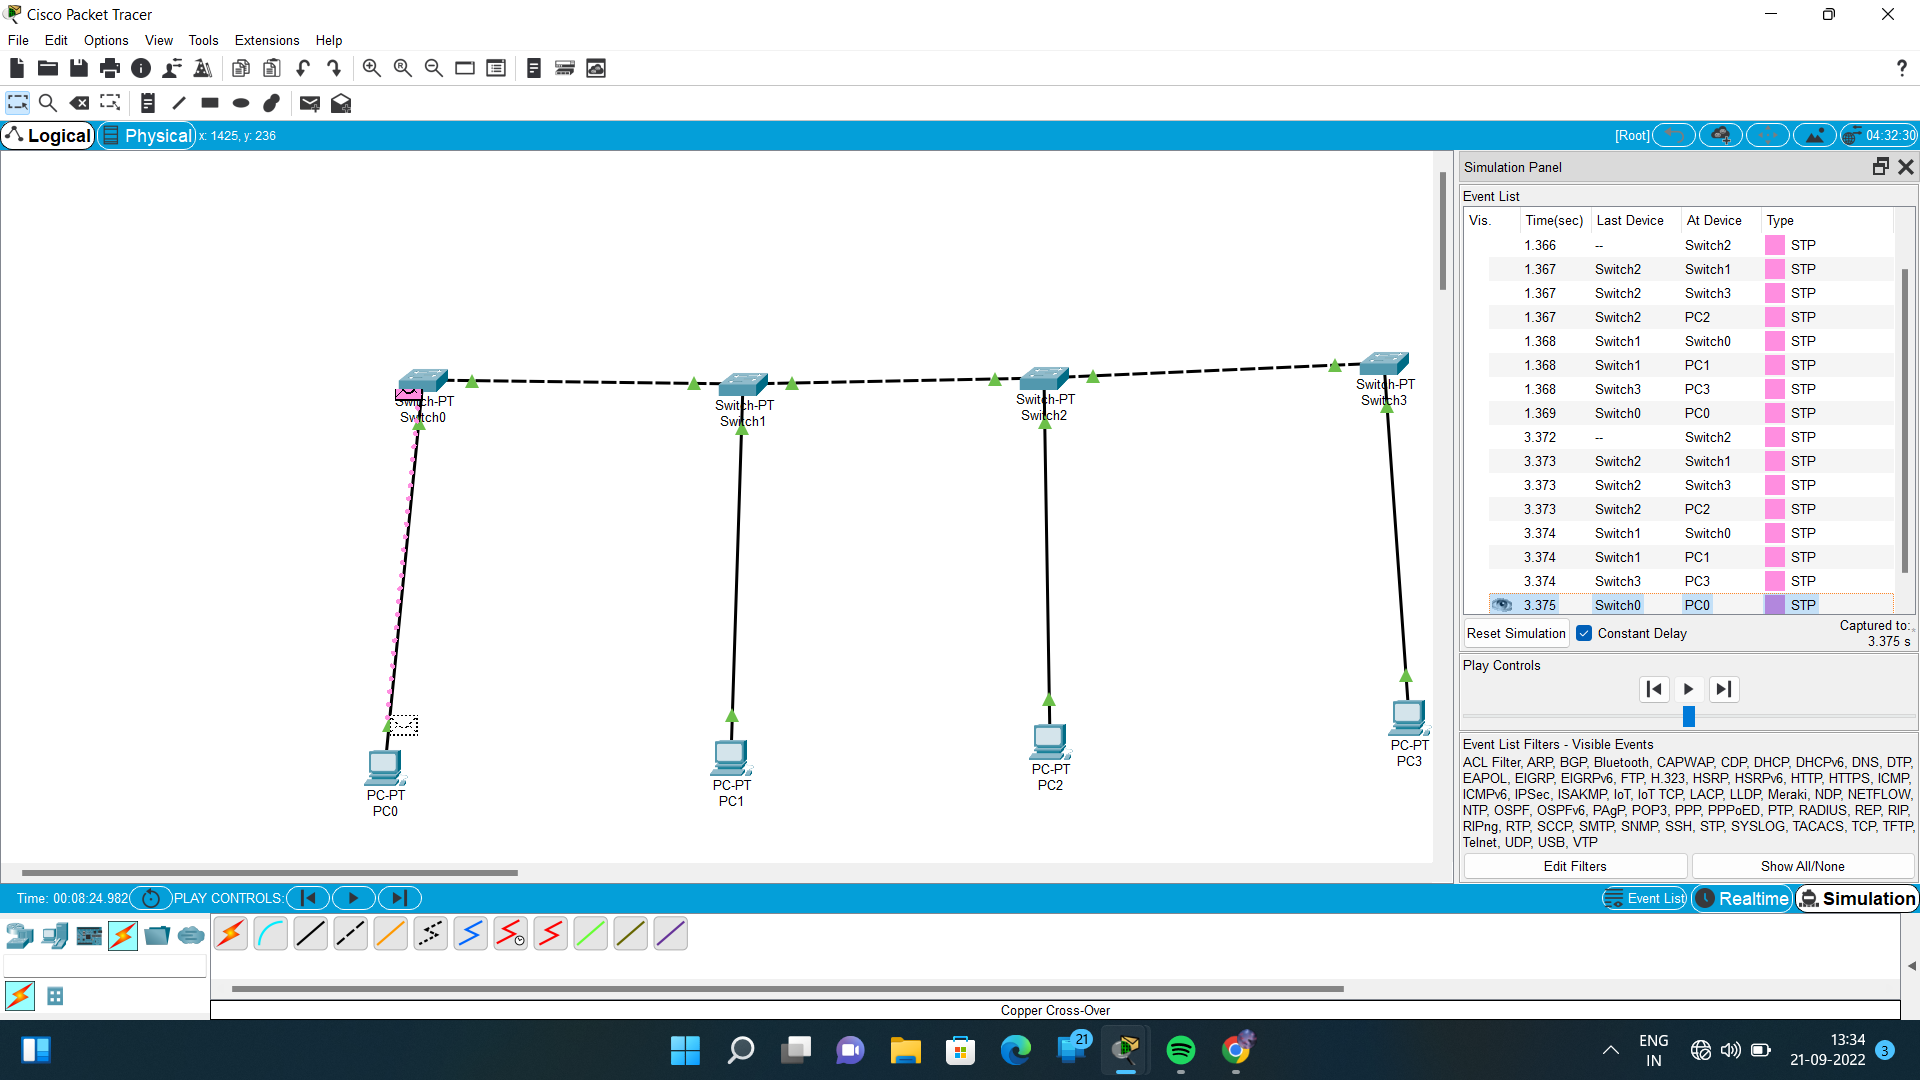 Cisco Packet Tracer
File Edit Options View Tools Extensions Help
Logical Physical x: 1425, y: 236 [Root] 04:32:30
Simulation Panel
Event List
Vis. Time(sec) Last Device At Device Type
1.366 -- Switch2 STP
1.367 Switch2 Switch1 STP
1.367 Switch2 Switch3 STP
1.367 Switch2 PC2 STP
1.368 Switch1 Switch0 STP
1.368 Switch1 PC1 STP
1.368 Switch3 PC3 STP
1.369 Switch0 PC0 STP
3.372 -- Switch2 STP
3.373 Switch2 Switch1 STP
3.373 Switch2 Switch3 STP
3.373 Switch2 PC2 STP
3.374 Switch1 Switch0 STP
3.374 Switch1 PC1 STP
3.374 Switch3 PC3 STP
3.375 Switch0 PC0 STP
Reset Simulation Constant Delay Captured to:
3.375 s
Play Controls
Event List Filters - Visible Events
ACL Filter, ARP, BGP, Bluetooth, CAPWAP, CDP, DHCP, DHCPv6, DNS, DTP,
EAPOL, EIGRP, EIGRPv6, FTP, H.323, HSRP, HSRPv6, HTTP, HTTPS, ICMP,
ICMPv6, IPSec, ISAKMP, IoT, IoT TCP, LACP, LLDP, Meraki, NDP, NETFLOW,
NTP, OSPF, OSPFv6, PAgP, POP3, PPP, PPPoED, PTP, RADIUS, REP, RIP,
RIPng, RTP, SCCP, SMTP, SNMP, SSH, STP, SYSLOG, TACACS, TCP, TFTP,
Telnet, UDP, USB, VTP
Edit Filters Show All/None
Switch-PT
Switch0
Switch-PT
Switch1
Switch-PT
Switch2
Switch-PT
Switch3
PC-PT
PC0
PC-PT
PC1
PC-PT
PC2
PC-PT
PC3
Time: 00:08:24.982 PLAY CONTROLS: Event List Realtime Simulation
Copper Cross-Over
21
ENG
IN
13:34
21-09-2022
3